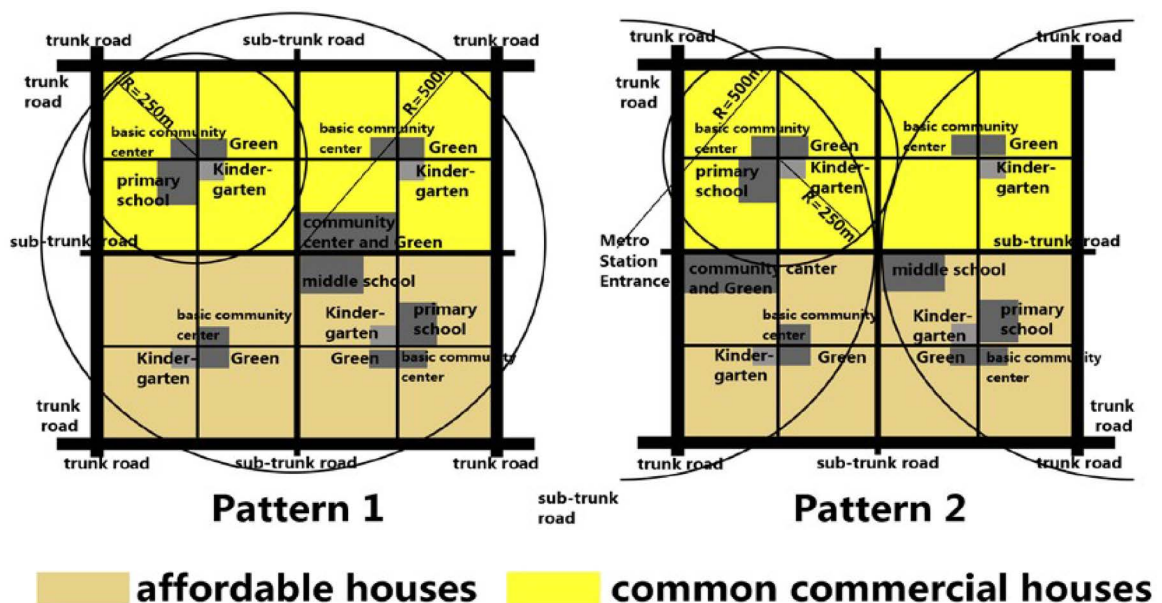 trunk road
sub-trunk road
trunk road
trunk
road
R=250m
R=500m
basic community
center
Green
basic community
center
Green
primary
school
Kinder-
garten
Kinder-
garten
community
center and Green
sub-trunk road
middle school
basic community
center
Kinder-
garten
primary
school
Kinder-
garten
Green
Green
basic community
center
trunk
road
trunk road
sub-trunk road
trunk road
Pattern 1
trunk road
trunk road
trunk
road
R=500m
basic community
center
Green
basic community
center
Green
primary
school
Kinder-
garten
Kinder-
garten
R=250m
Metro
Station
Entrance
sub-trunk road
community canter
and Green
middle school
basic community
center
Kinder-
garten
primary
school
Kinder-
garten
Green
Green
basic community
center
trunk
road
trunk road
sub-trunk road
trunk road
sub-trunk
road
Pattern 2
affordable houses
common commercial houses